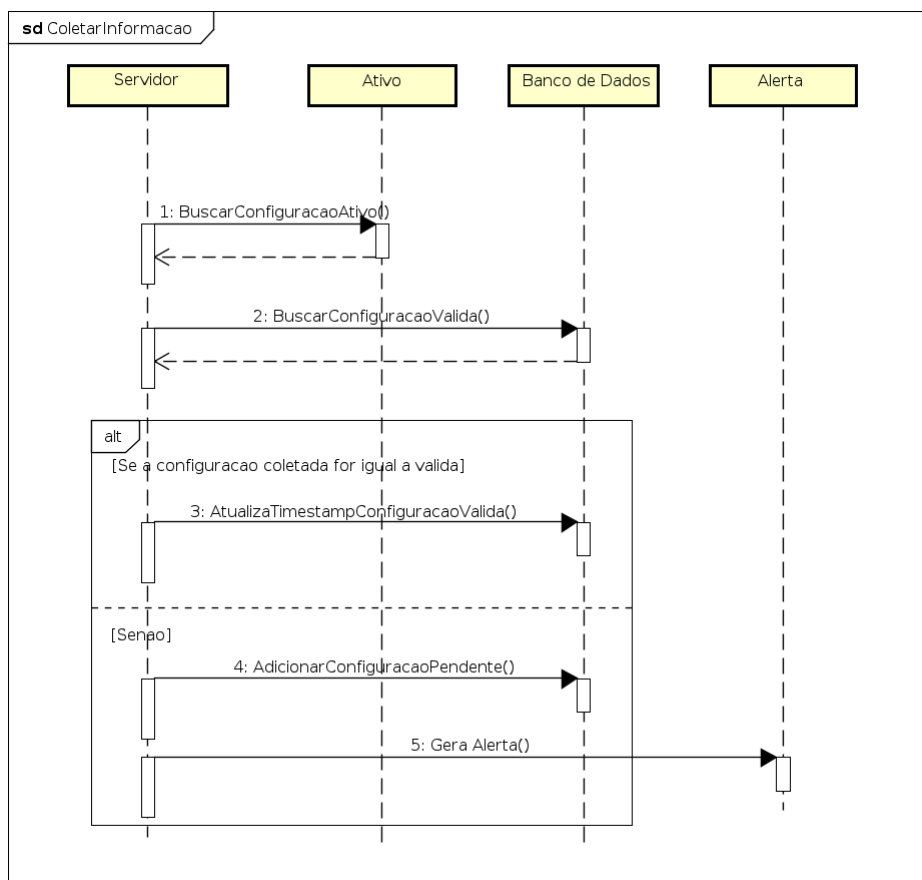 sd ColetarInformacao
Servidor
Ativo
Banco de Dados
Alerta
1: BuscarConfiguracaoAtivo()
2: BuscarConfiguracaoValida()
alt
[Se a configuracao coletada for igual a valida]
3: AtualizaTimestampConfiguracaoValida()
[Senao]
4: AdicionarConfiguracaoPendente()
5: Gera Alerta()